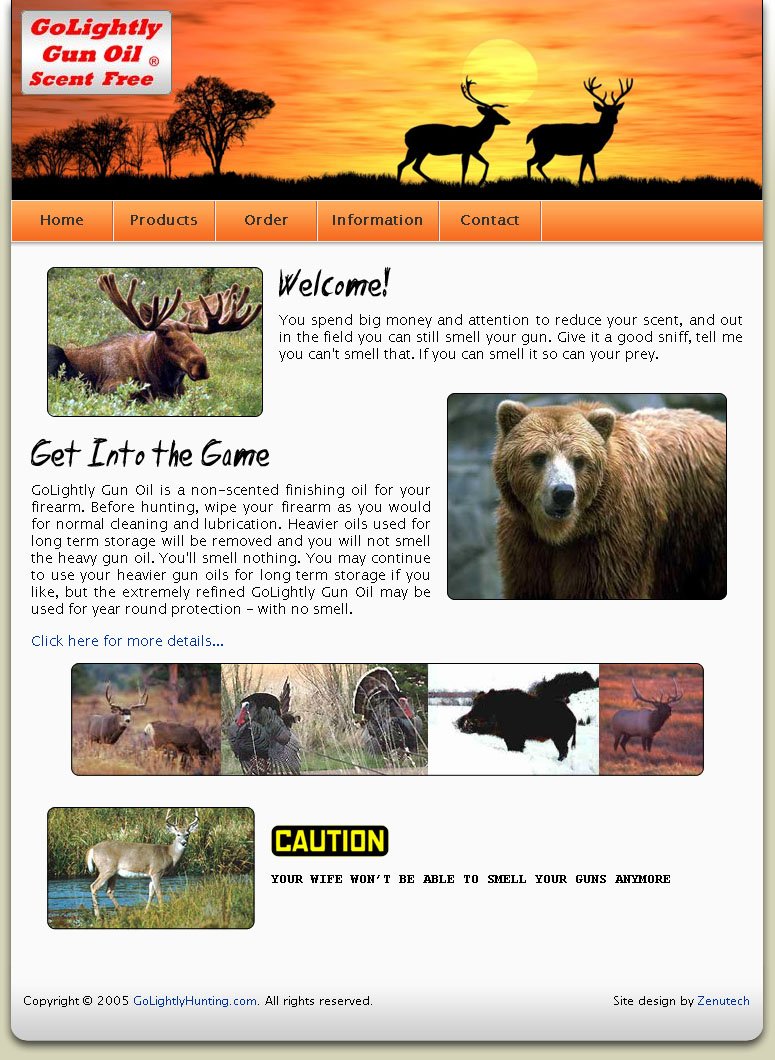 GoLightly
Gun Oil ®
Scent Free
Home Products Order Information Contact
Welcome!
You spend big money and attention to reduce your scent, and out
in the field you can still smell your gun. Give it a good sniff, tell me
you can't smell that. If you can smell it so can your prey.
Get Into the Game
GoLightly Gun Oil is a non-scented finishing oil for your
firearm. Before hunting, wipe your firearm as you would
for normal cleaning and lubrication. Heavier oils used for
long term storage will be removed and you will not smell
the heavy gun oil. You'll smell nothing. You may continue
to use your heavier gun oils for long term storage if you
like, but the extremely refined GoLightly Gun Oil may be
used for year round protection - with no smell.
Click here for more details...
CAUTION
YOUR WIFE WON'T BE ABLE TO SMELL YOUR GUNS ANYMORE
Copyright © 2005 GoLightlyHunting.com. All rights reserved. Site design by Zenutech